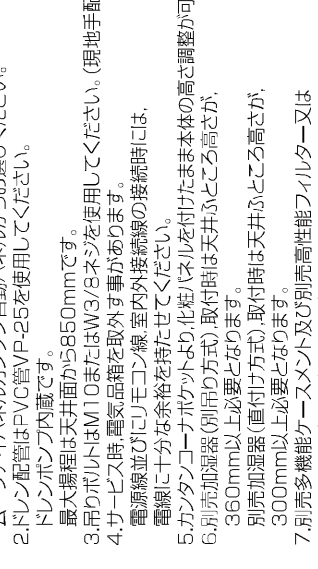 ください。
2.ドレン配管はPVC管VP-25を使用してください。
ドレンポンプ内蔵です。
最大揚程は天井面から850mmです。
3.吊りボルトはM10またはW3/8ネジを使用してください。(現地手配
4.サービス時,電気品箱を取外す事があります。
電源線並びにリモコン線,室内外接続線の接続時には,
電線に十分な余裕を持たせてください。
5.カンタンコーナポケットより,化粧パネルを付けたまま本体の高さ調整が可
6.別売加湿器(別吊り方式),取付時は天井ふところ高さが,
360mm以上必要となります。
別売加湿器(直付け方式),取付時は天井ふところ高さが,
300mm以上必要となります。
7.別売多機能ケースメント及び別売高性能フィルター又は